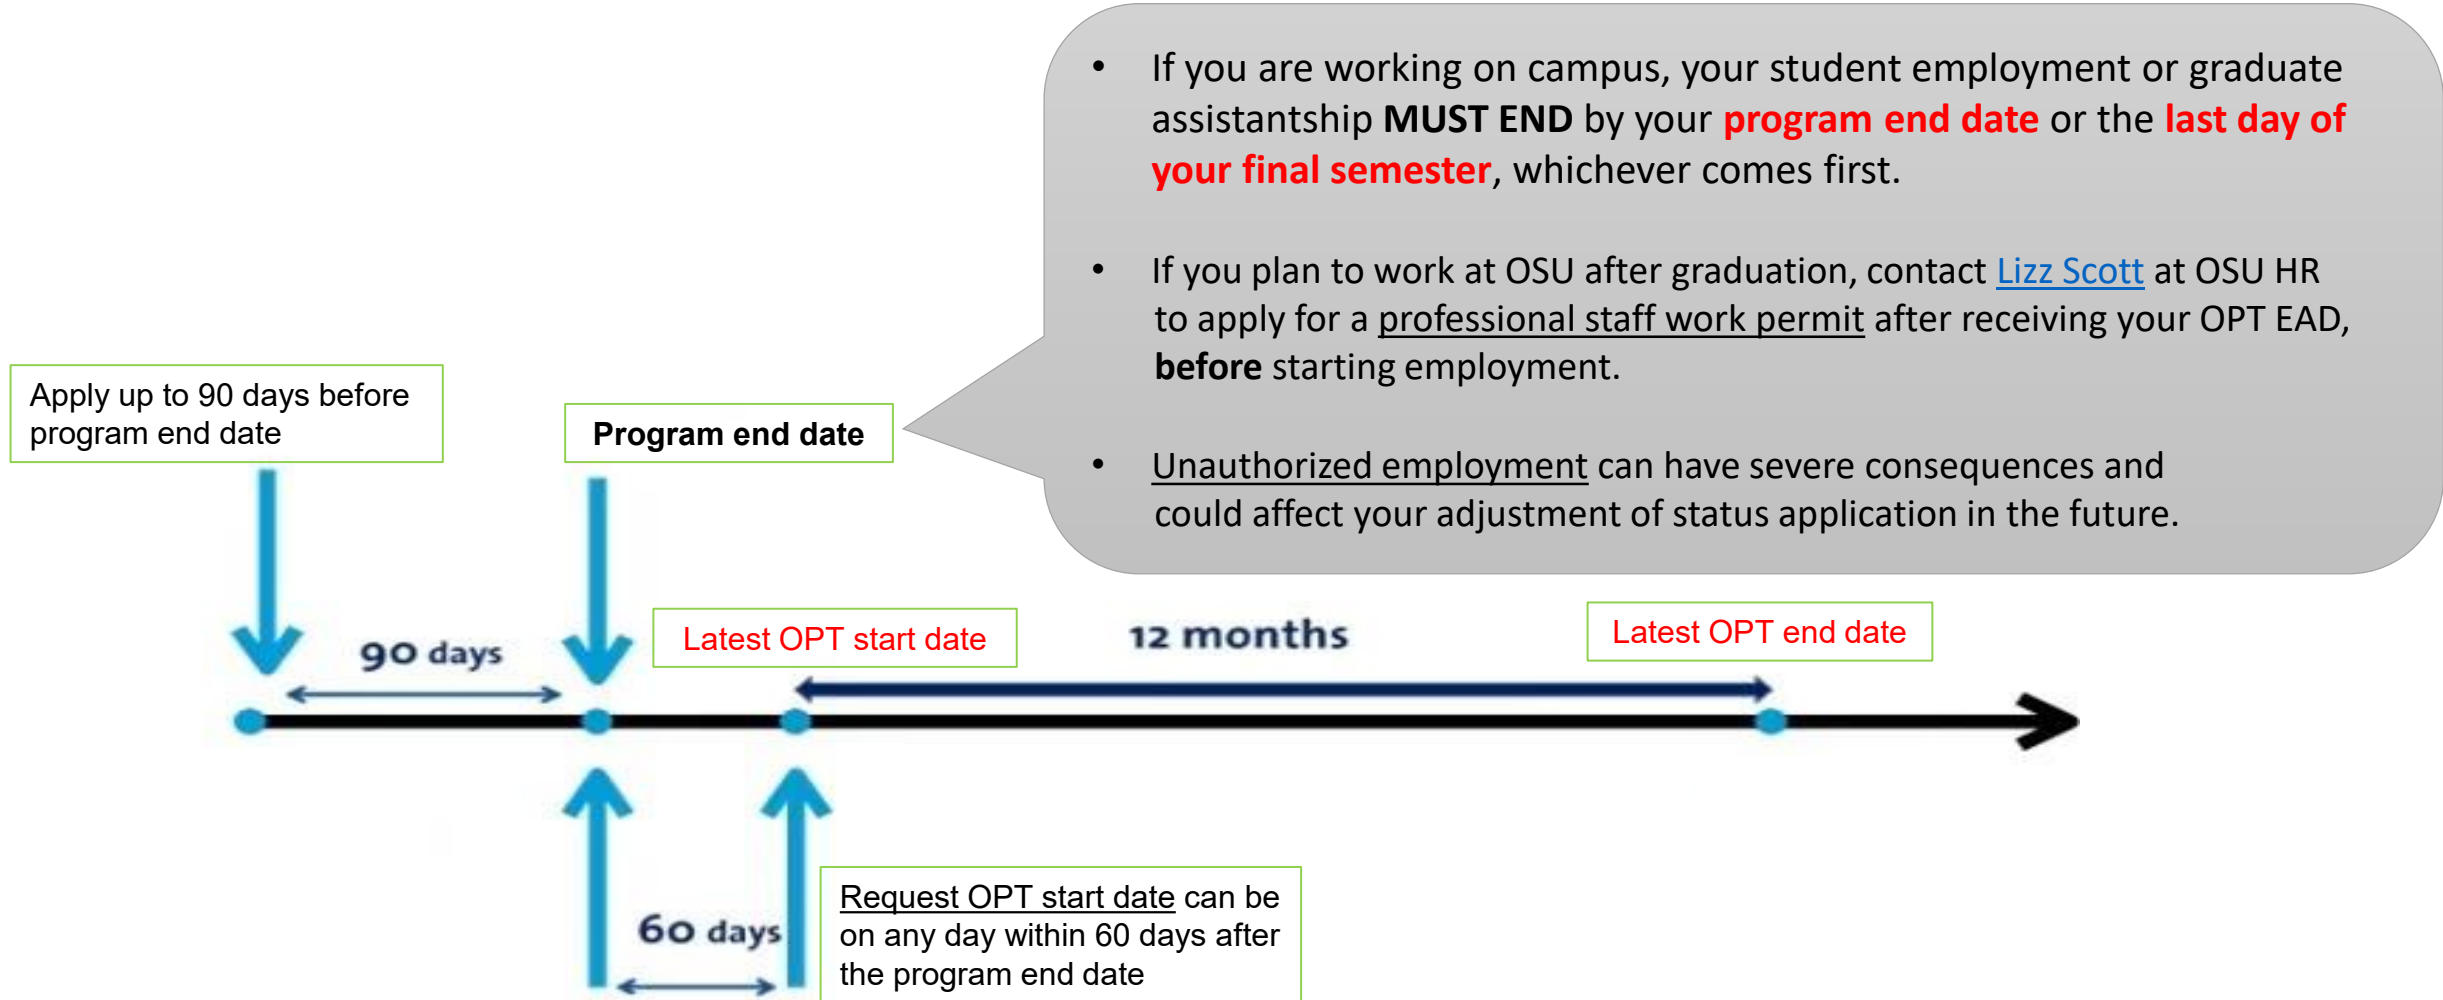 • If you are working on campus, your student employment or graduate
assistantship MUST END by your program end date or the last day of
your final semester, whichever comes first.
• If you plan to work at OSU after graduation, contact Lizz Scott at OSU HR
to apply for a professional staff work permit after receiving your OPT EAD,
before starting employment.
• Unauthorized employment can have severe consequences and
could affect your adjustment of status application in the future.
Apply up to 90 days before
program end date
Program end date
90 days
Latest OPT start date
12 months
Latest OPT end date
60 days
Request OPT start date can be
on any day within 60 days after
the program end date